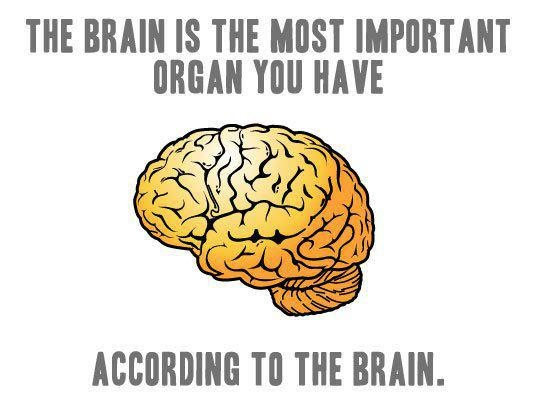 THE BRAIN IS THE MOST IMPORTANT
ORGAN YOU HAVE
ACCORDING TO THE BRAIN.